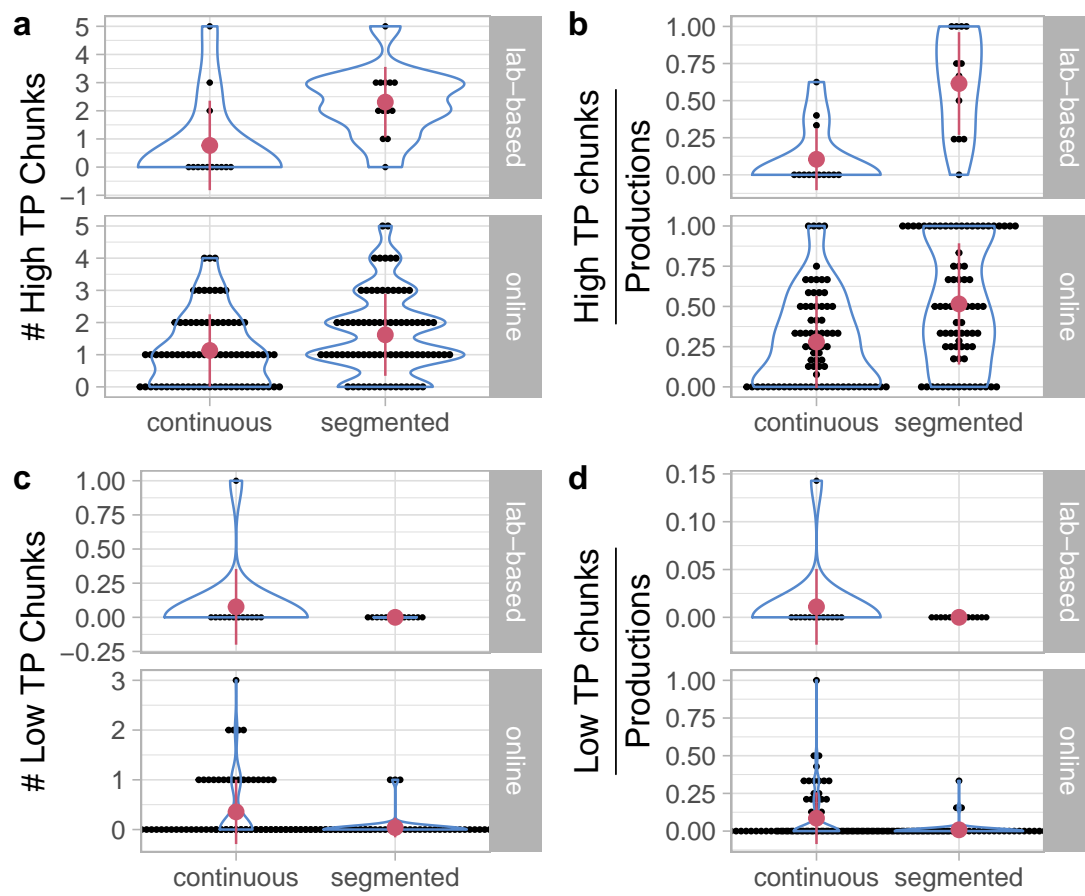 a
# High TP Chunks
5
4
3
2
1
0
−1
lab−based
5
4
3
2
1
0
online
continuous
segmented
b
High TP chunks
Productions
1.00
0.75
0.50
0.25
0.00
lab−based
1.00
0.75
0.50
0.25
0.00
online
continuous
segmented
c
# Low TP Chunks
1.00
0.75
0.50
0.25
0.00
−0.25
lab−based
3
2
1
0
online
continuous
segmented
d
Low TP chunks
Productions
0.15
0.10
0.05
0.00
lab−based
1.00
0.75
0.50
0.25
0.00
online
continuous
segmented